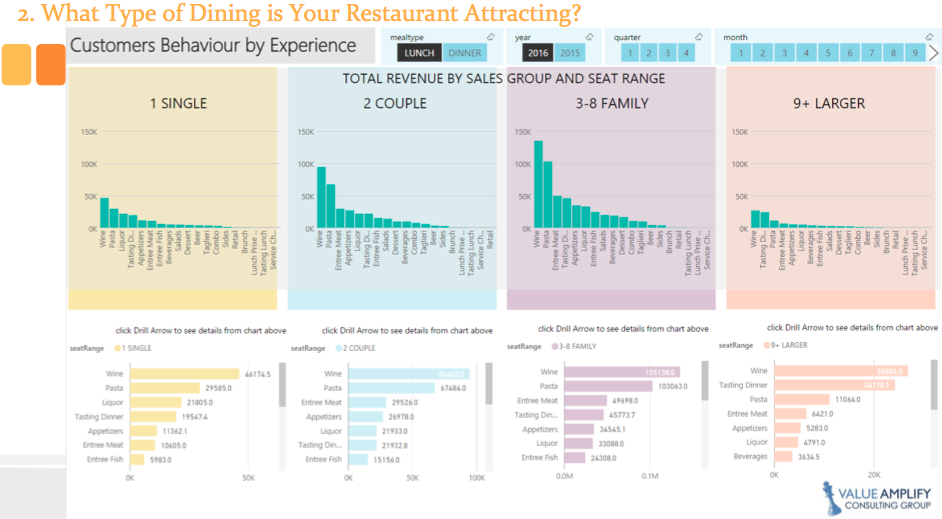 2. What Type of Dining is Your Restaurant Attracting?
Customers Behaviour by Experience
mealtype
LUNCH DINNER
year
2016 2015
quarter
1 2 3 4
month
1 2 3 4 5 6 7 8 9
TOTAL REVENUE BY SALES GROUP AND SEAT RANGE
1 SINGLE
150K
100K
50K
0K
Wine
Pasta
Liquor
Tasting Di...
Appetizers
Entree Meat
Entree Fish
Beverages
Salads
Dessert
Beer
Taglieri
Combo
Sides
Retail
Brunch
Lunch Prixe ...
Tasting Lunch
Service Ch...
2 COUPLE
150K
100K
50K
0K
Wine
Pasta
Entree Meat
Appetizers
Liquor
Tasting Di...
Entree Fish
Salads
Dessert
Beverages
Combo
Taglieri
Beer
Sides
Brunch
Lunch Prixe ...
Tasting Lunch
Service Ch...
Retail
3-8 FAMILY
150K
100K
50K
0K
Wine
Pasta
Entree Meat
Tasting Di...
Appetizers
Liquor
Entree Fish
Beverages
Salads
Dessert
Combo
Taglieri
Beer
Sides
Brunch
Retail
Tasting Lunch
Lunch Prixe ...
Service Ch...
9+ LARGER
150K
100K
50K
0K
Wine
Tasting Di...
Pasta
Entree Meat
Appetizers
Liquor
Beverages
Entree Fish
Salads
Dessert
Taglieri
Combo
Beer
Sides
Brunch
Retail
Lunch Prixe ...
Tasting Lunch
Service Ch...
click Drill Arrow to see details from chart above
seatRange 1 SINGLE
Wine 46174.5
Pasta 29585.0
Liquor 21805.0
Tasting Dinner 19547.4
Appetizers 11362.1
Entree Meat 10605.0
Entree Fish 5983.0
0K 50K
click Drill Arrow to see details from chart above
seatRange 2 COUPLE
Wine
Pasta 67484.0
Entree Meat 29526.0
Appetizers 26978.0
Liquor 21933.0
Tasting Din... 21932.8
Entree Fish 15156.0
0K 50K 100K
click Drill Arrow to see details from chart above
seatRange 3-8 FAMILY
Wine 135138.0
Pasta 103063.0
Entree Meat 49698.0
Tasting Din... 45773.7
Appetizers 34545.1
Liquor 33088.0
Entree Fish 24308.0
0.0M 0.1M
click Drill Arrow to see details from chart above
seatRange 9+ LARGER
Wine
Tasting Dinner 24178.1
Pasta 11064.0
Entree Meat 6421.0
Appetizers 5283.0
Liquor 4791.0
Beverages 3634.5
0K 20K
VALUE AMPLIFY
CONSULTING GROUP